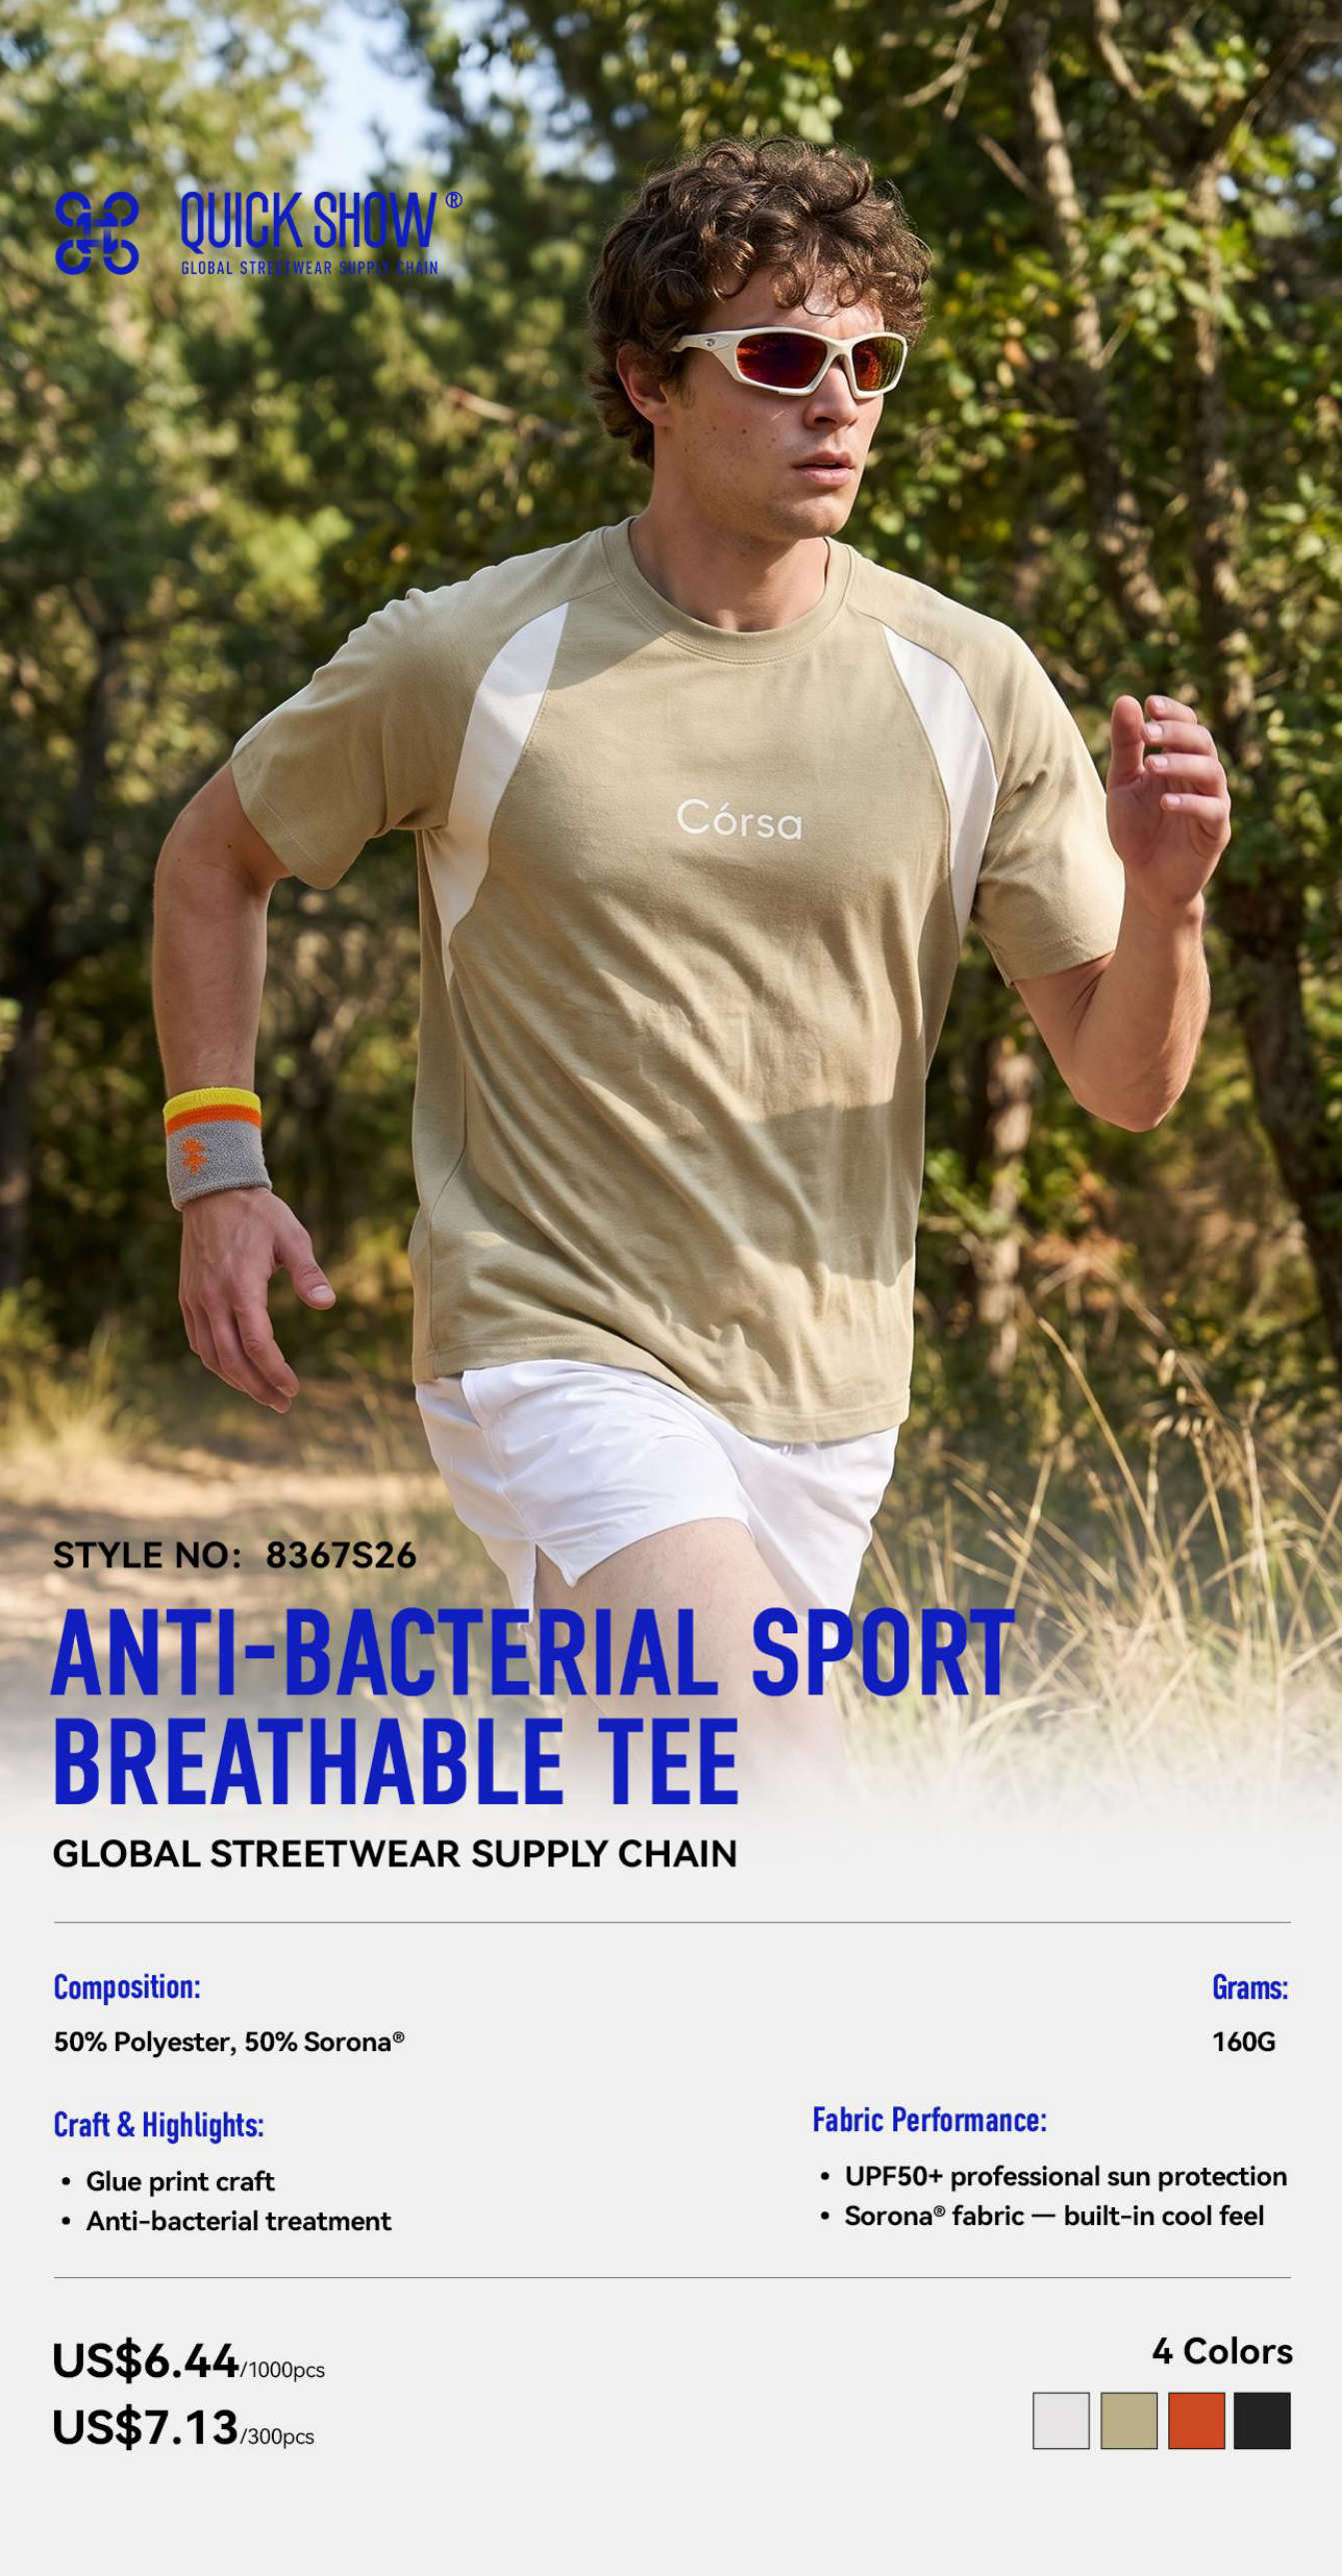 QUICK SHOW®
GLOBAL STREETWEAR SUPPLY CHAIN
Córsa
STYLE NO: 8367S26
ANTI-BACTERIAL SPORT
BREATHABLE TEE
GLOBAL STREETWEAR SUPPLY CHAIN
Composition:
50% Polyester, 50% Sorona®
Grams:
160G
Craft & Highlights:
• Glue print craft
• Anti-bacterial treatment
Fabric Performance:
• UPF50+ professional sun protection
• Sorona® fabric — built-in cool feel
US$6.44/1000pcs
US$7.13/300pcs
4 Colors